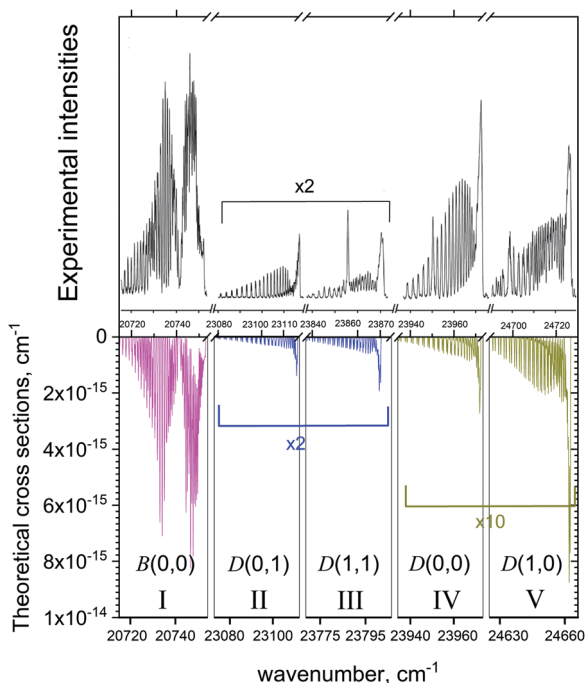 Experimental intensities
x2
20720 20740 23080 23100 23110 23840 23860 23870 23940 23960 24700 24720
Theoretical cross sections, cm-1
0
2x10-15
4x10-15
6x10-15
8x10-15
1x10-14
x2
x10
B(0,0) D(0,1) D(1,1) D(0,0) D(1,0)
I II III IV V
20720 20740 23080 23100 23775 23795 23940 23960 24630 24660
wavenumber, cm-1